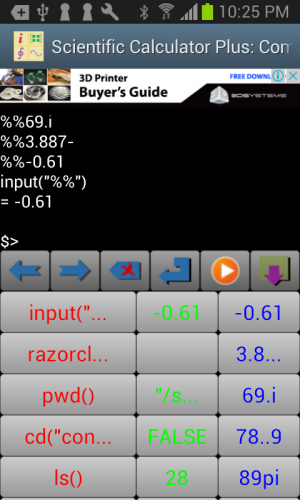 10:25 PM
Scientific Calculator Plus: Com
3D Printer
Buyer's Guide
FREE DOWNL
3DSYSTEMS
%%69.i
%%3.887-
%%-0.61
input("%%")
= -0.61
$>
input("... -0.61 -0.61
razorcl... 3.8...
pwd() "/s... 69.i
cd("con... FALSE 78..9
ls() 28 89pi